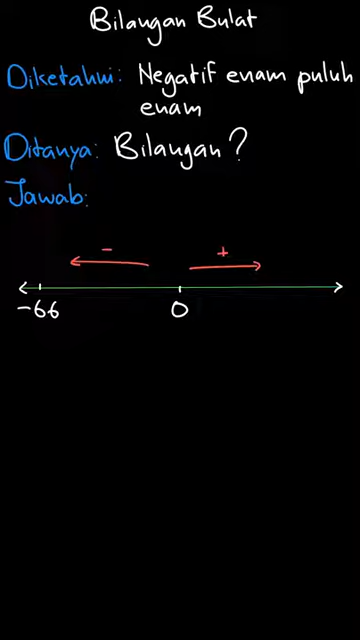 Bilangan Bulat
Diketahui: Negatif enam puluh
enam
Ditanya: Bilangan?
Jawab:
- +
-66 0